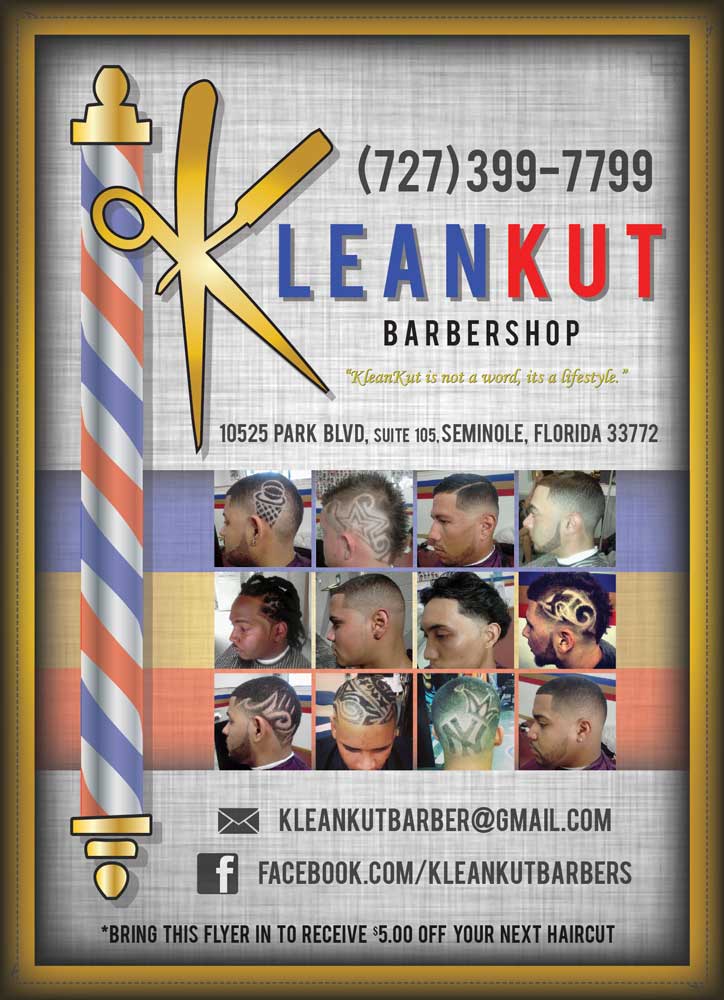 (727)399-7799
KLEANKUT
BARBERSHOP
"KleanKut is not a word, its a lifestyle."
10525 PARK BLVD, SUITE 105, SEMINOLE, FLORIDA 33772
KLEANKUTBARBER@GMAIL.COM
f FACEBOOK.COM/KLEANKUTBARBERS
*BRING THIS FLYER IN TO RECEIVE $5.00 OFF YOUR NEXT HAIRCUT